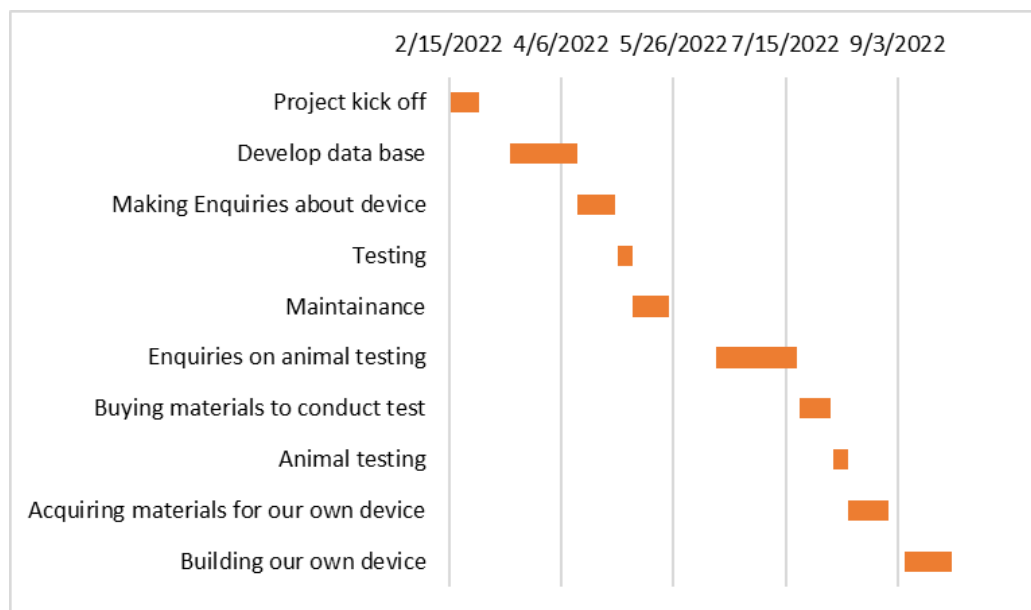 2/15/2022 4/6/2022 5/26/2022 7/15/2022 9/3/2022
Project kick off
Develop data base
Making Enquiries about device
Testing
Maintainance
Enquiries on animal testing
Buying materials to conduct test
Animal testing
Acquiring materials for our own device
Building our own device